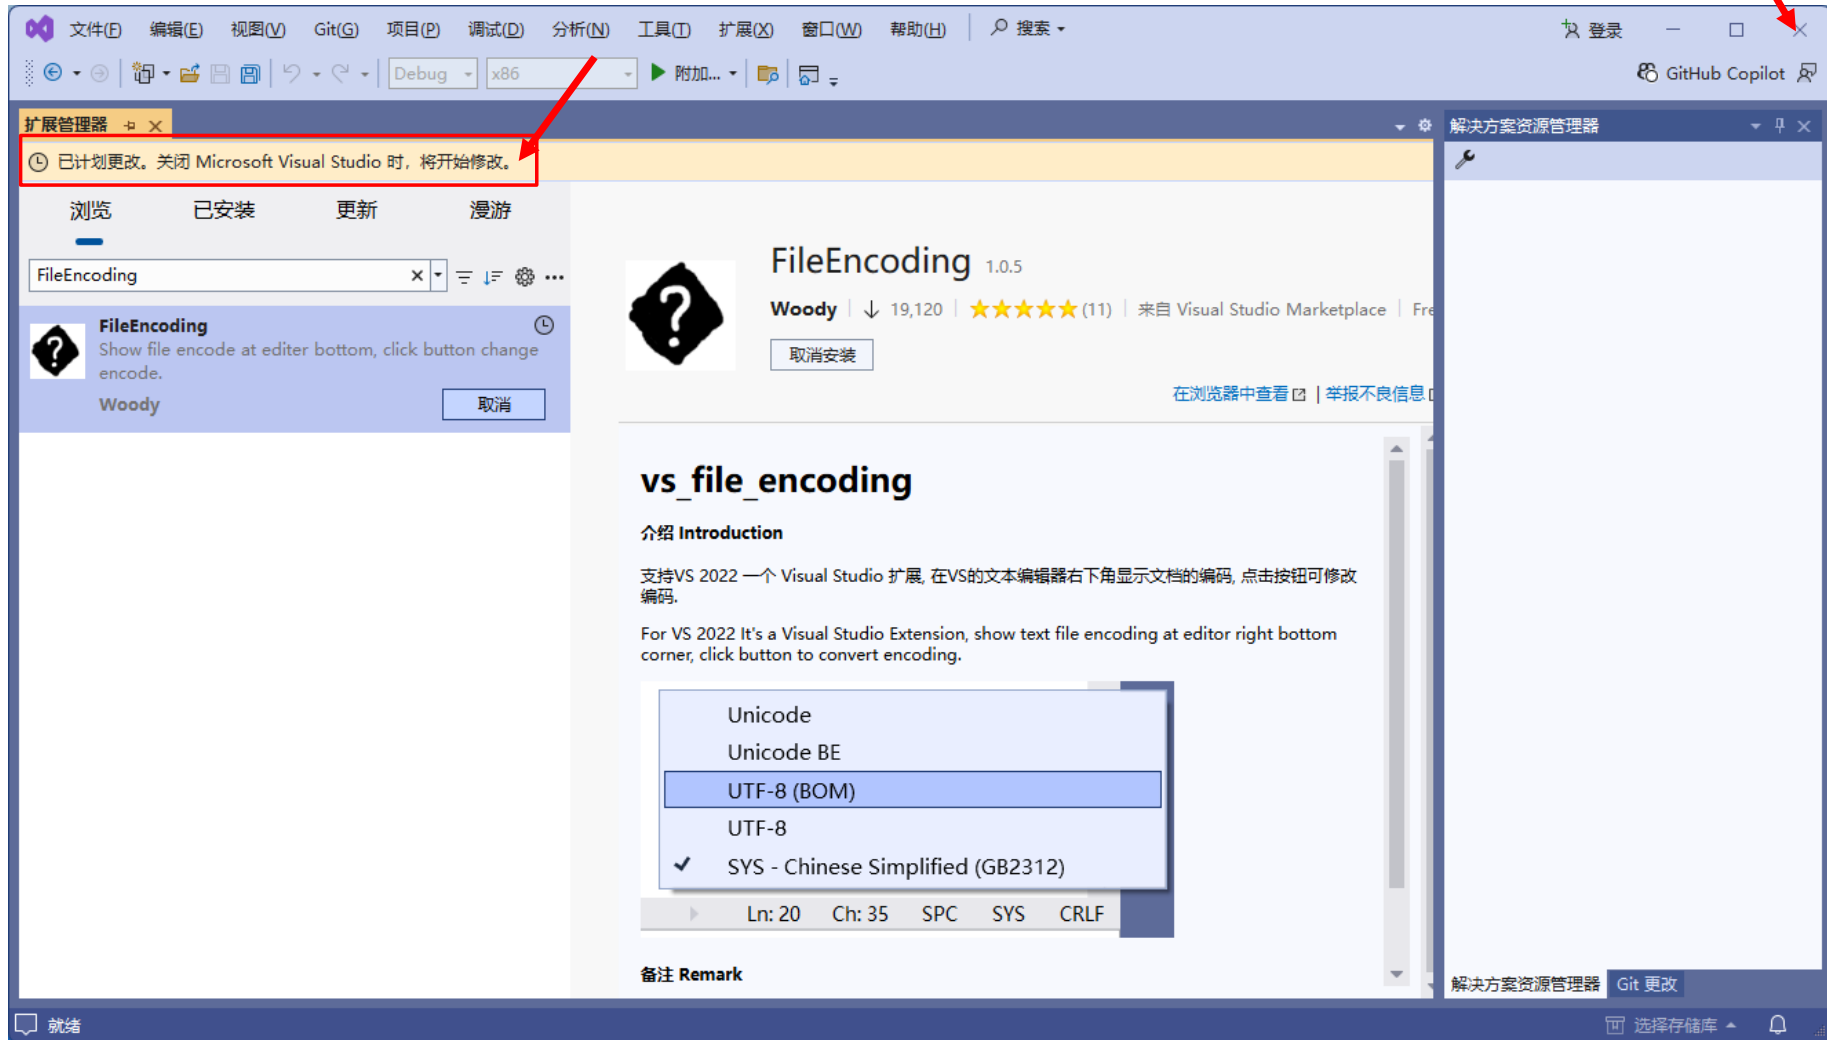 文件(F) 编辑(E) 视图(V) Git(G) 项目(P) 调试(D) 分析(N) 工具(T) 扩展(X) 窗口(W) 帮助(H) 搜索 登录
Debug x86 附加... GitHub Copilot
扩展管理器
已计划更改。关闭 Microsoft Visual Studio 时，将开始修改。
浏览 已安装 更新 漫游
FileEncoding
FileEncoding
Show file encode at editer bottom, click button change
encode.
Woody
取消
FileEncoding 1.0.5
Woody 19,120 (11) 来自 Visual Studio Marketplace Fre
取消安装
在浏览器中查看 | 举报不良信息
vs_file_encoding
介绍 Introduction
支持VS 2022 一个 Visual Studio 扩展, 在VS的文本编辑器右下角显示文档的编码, 点击按钮可修改
编码.
For VS 2022 It's a Visual Studio Extension, show text file encoding at editor right bottom
corner, click button to convert encoding.
Unicode
Unicode BE
UTF-8 (BOM)
UTF-8
SYS - Chinese Simplified (GB2312)
Ln: 20 Ch: 35 SPC SYS CRLF
备注 Remark
解决方案资源管理器
解决方案资源管理器 Git 更改
就绪
选择存储库